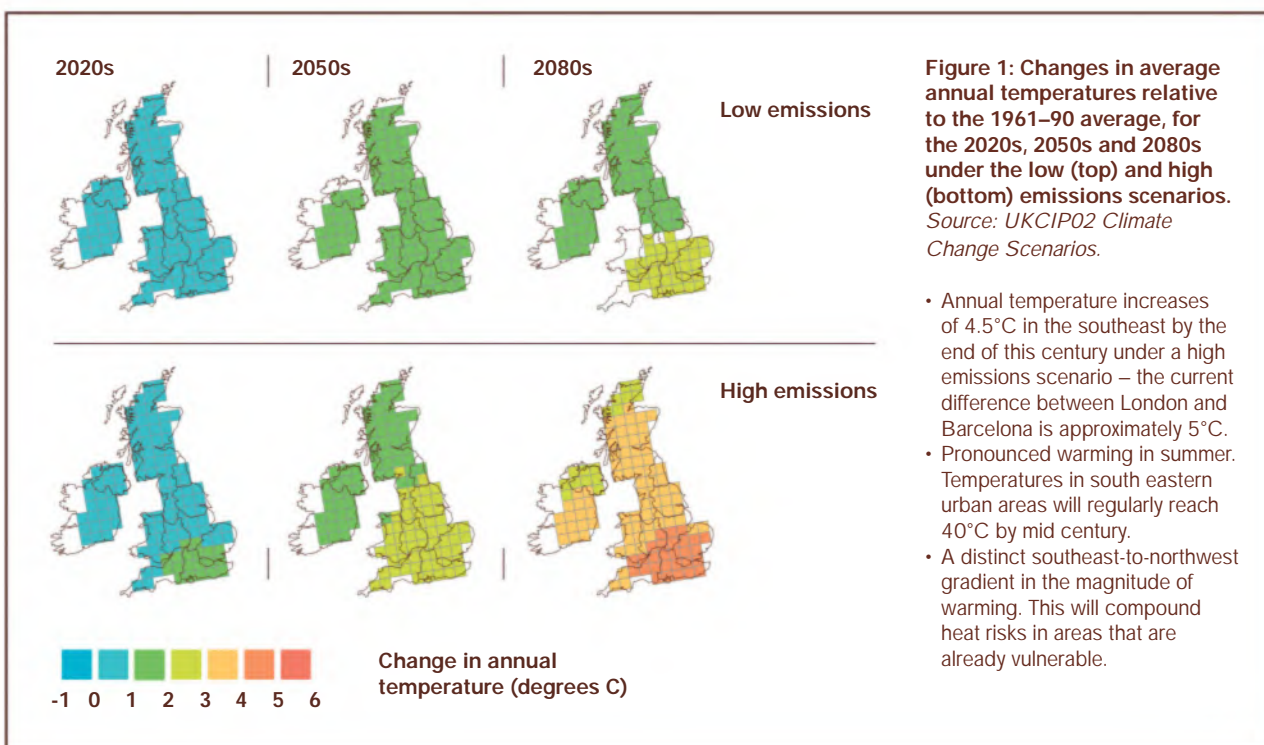 2020s
2050s
2080s
Low emissions
High emissions
-1 0 1 2 3 4 5 6
Change in annual
temperature (degrees C)
Figure 1: Changes in average
annual temperatures relative
to the 1961–90 average, for
the 2020s, 2050s and 2080s
under the low (top) and high
(bottom) emissions scenarios.
Source: UKCIP02 Climate
Change Scenarios.
• Annual temperature increases
of 4.5°C in the southeast by the
end of this century under a high
emissions scenario – the current
difference between London and
Barcelona is approximately 5°C.
• Pronounced warming in summer.
Temperatures in south eastern
urban areas will regularly reach
40°C by mid century.
• A distinct southeast-to-northwest
gradient in the magnitude of
warming. This will compound
heat risks in areas that are
already vulnerable.